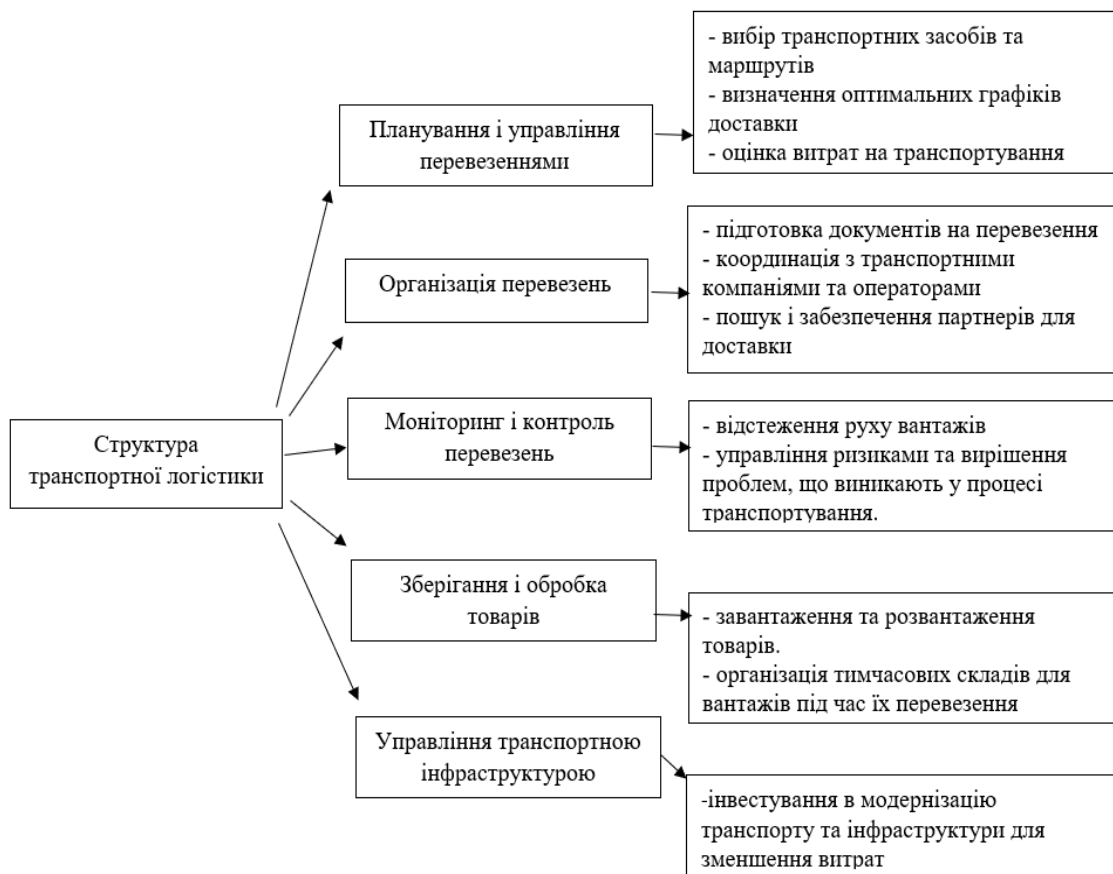 Структура
транспортної логістики
Планування і управління
перевезеннями
- вибір транспортних засобів та
маршрутів
- визначення оптимальних графіків
доставки
- оцінка витрат на транспортування
Організація перевезень
- підготовка документів на перевезення
- координація з транспортними
компаніями та операторами
- пошук і забезпечення партнерів для
доставки
Моніторинг і контроль
перевезень
- відстеження руху вантажів
- управління ризиками та вирішення
проблем, що виникають у процесі
транспортування.
Зберігання і обробка
товарів
- завантаження та розвантаження
товарів.
- організація тимчасових складів для
вантажів під час їх перевезення
Управління транспортною
інфраструктурою
-інвестування в модернізацію
транспорту та інфраструктури для
зменшення витрат